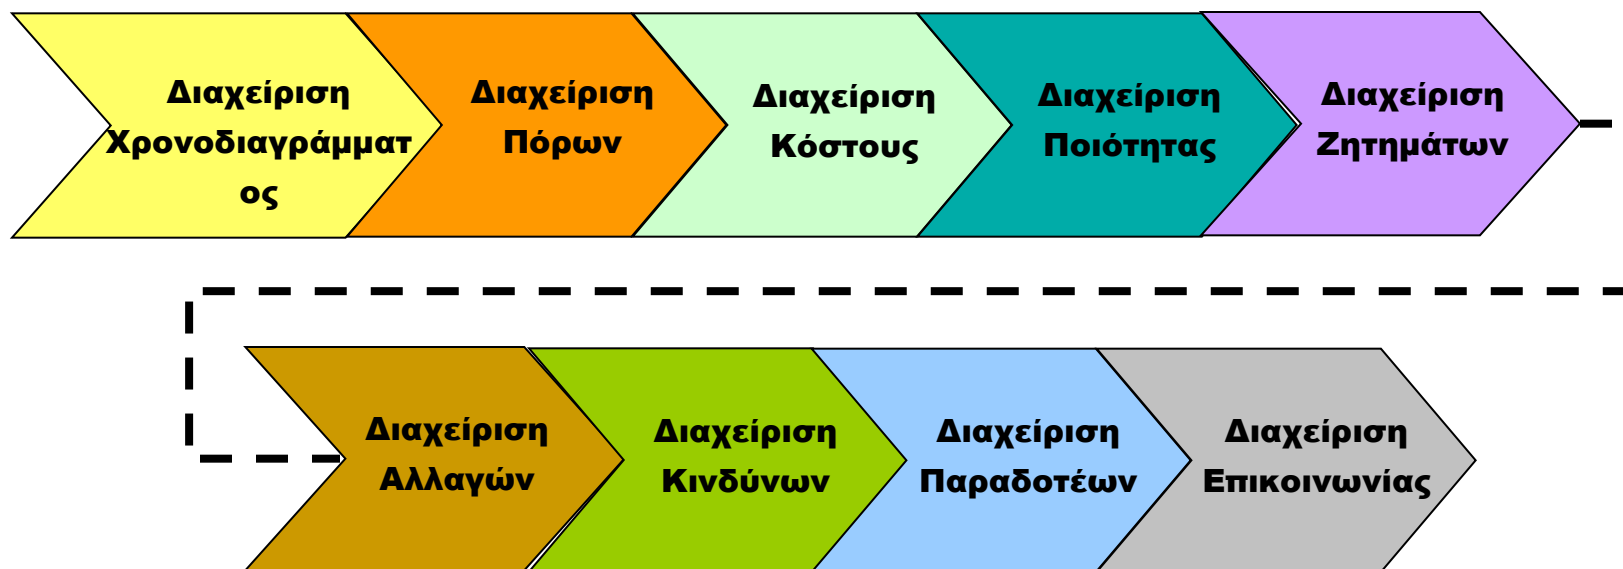 Διαχείριση
Χρονοδιαγράμματ
ος
Διαχείριση
Πόρων
Διαχείριση
Κόστους
Διαχείριση
Ποιότητας
Διαχείριση
Ζητημάτων
Διαχείριση
Αλλαγών
Διαχείριση
Κινδύνων
Διαχείριση
Παραδοτέων
Διαχείριση
Επικοινωνίας